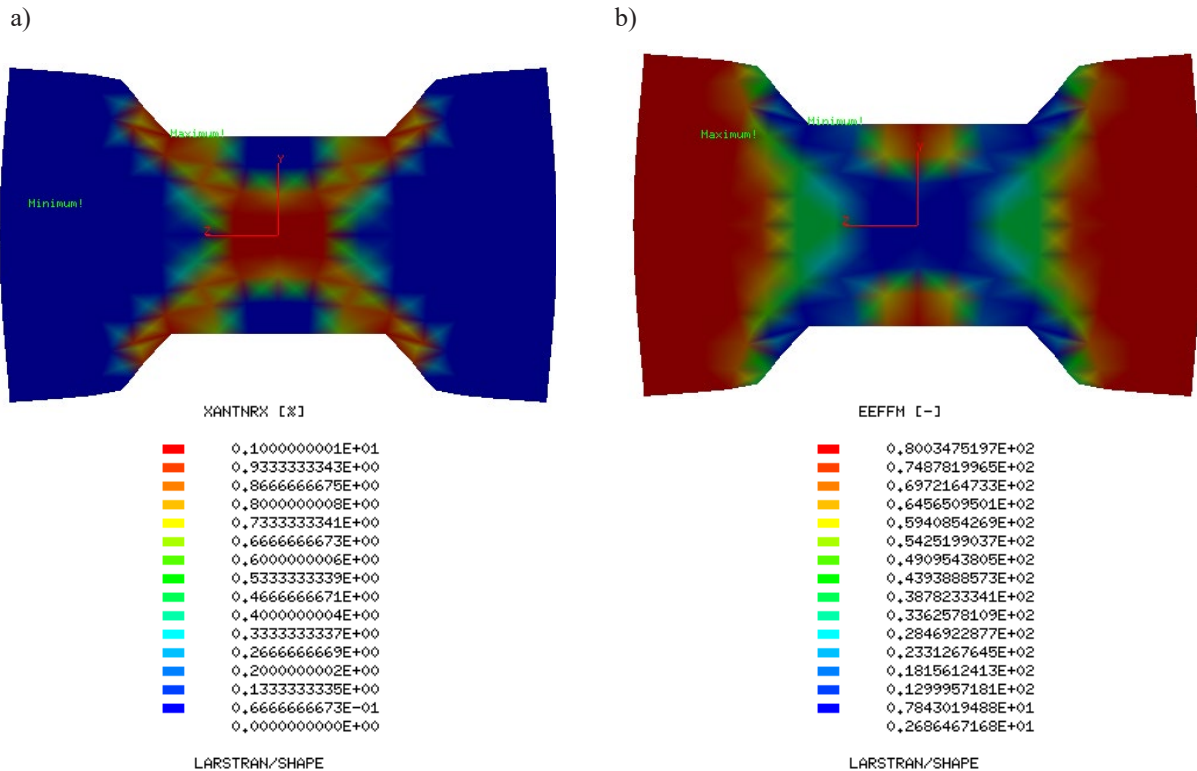 a)
b)
Maximum!
Minimum!
Y
Z
Minimum!
Maximum!
Y
Z
XANTNRX [%]
0.1000000001E+01
0.9333333343E+00
0.8666666675E+00
0.8000000008E+00
0.7333333341E+00
0.6666666673E+00
0.6000000006E+00
0.5333333339E+00
0.4666666671E+00
0.4000000004E+00
0.3333333337E+00
0.2666666669E+00
0.2000000002E+00
0.1333333335E+00
0.6666666673E-01
0.0000000000E+00
LARSTRAN/SHAPE
EEFFM [-]
0.8003475197E+02
0.7487819965E+02
0.6972164733E+02
0.6456509501E+02
0.5940854269E+02
0.5425199037E+02
0.4909543805E+02
0.4393888573E+02
0.3878233341E+02
0.3362578109E+02
0.2846922877E+02
0.2331267645E+02
0.1815612413E+02
0.1299957181E+02
0.7843019488E+01
0.2686467168E+01
LARSTRAN/SHAPE